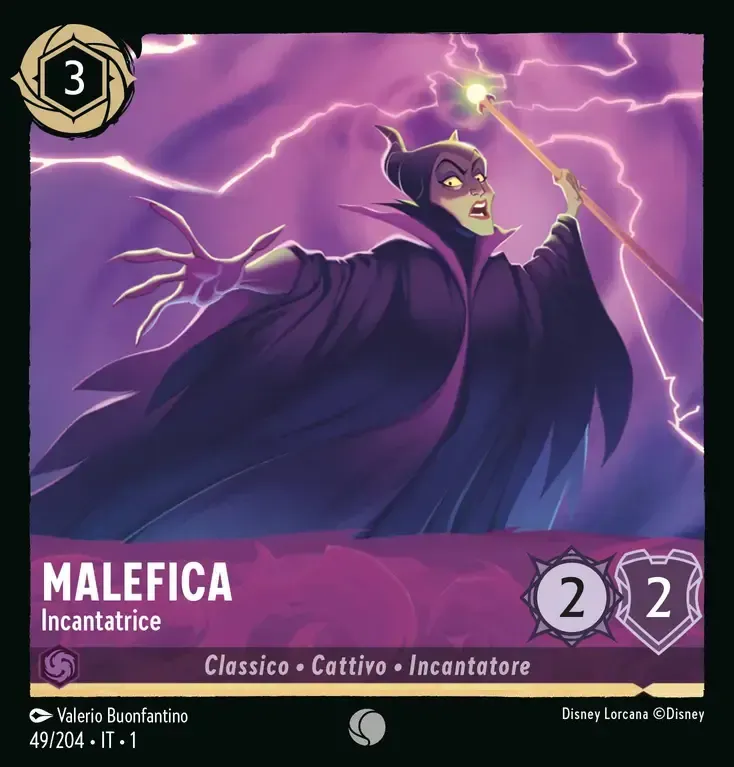 3
MALEFICA
Incantatrice
2 2
Classico • Cattivo • Incantatore
Valerio Buonfantino
Disney Lorcana ©Disney
49/204 • IT • 1